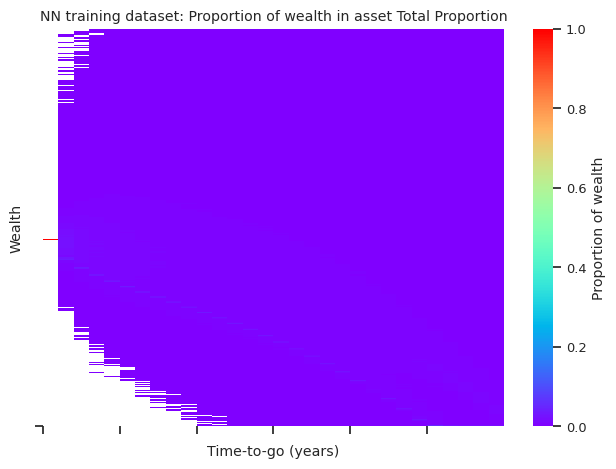 NN training dataset: Proportion of wealth in asset Total Proportion
1.0
0.8
0.6
0.4
0.2
0.0
Proportion of wealth
Wealth
Time-to-go (years)